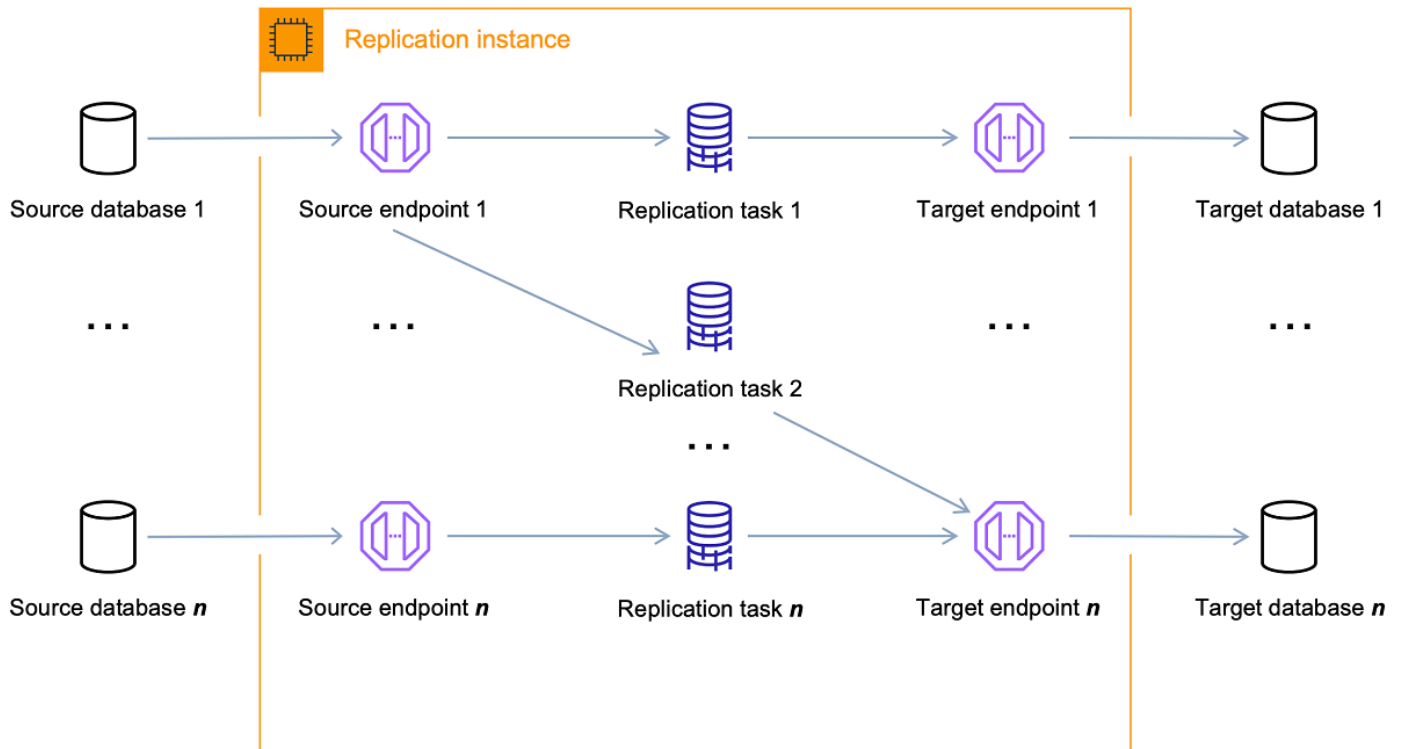 Replication instance
Source database 1
Source endpoint 1
Replication task 1
Target endpoint 1
Target database 1
...
...
...
...
Replication task 2
...
Source database n
Source endpoint n
Replication task n
Target endpoint n
Target database n